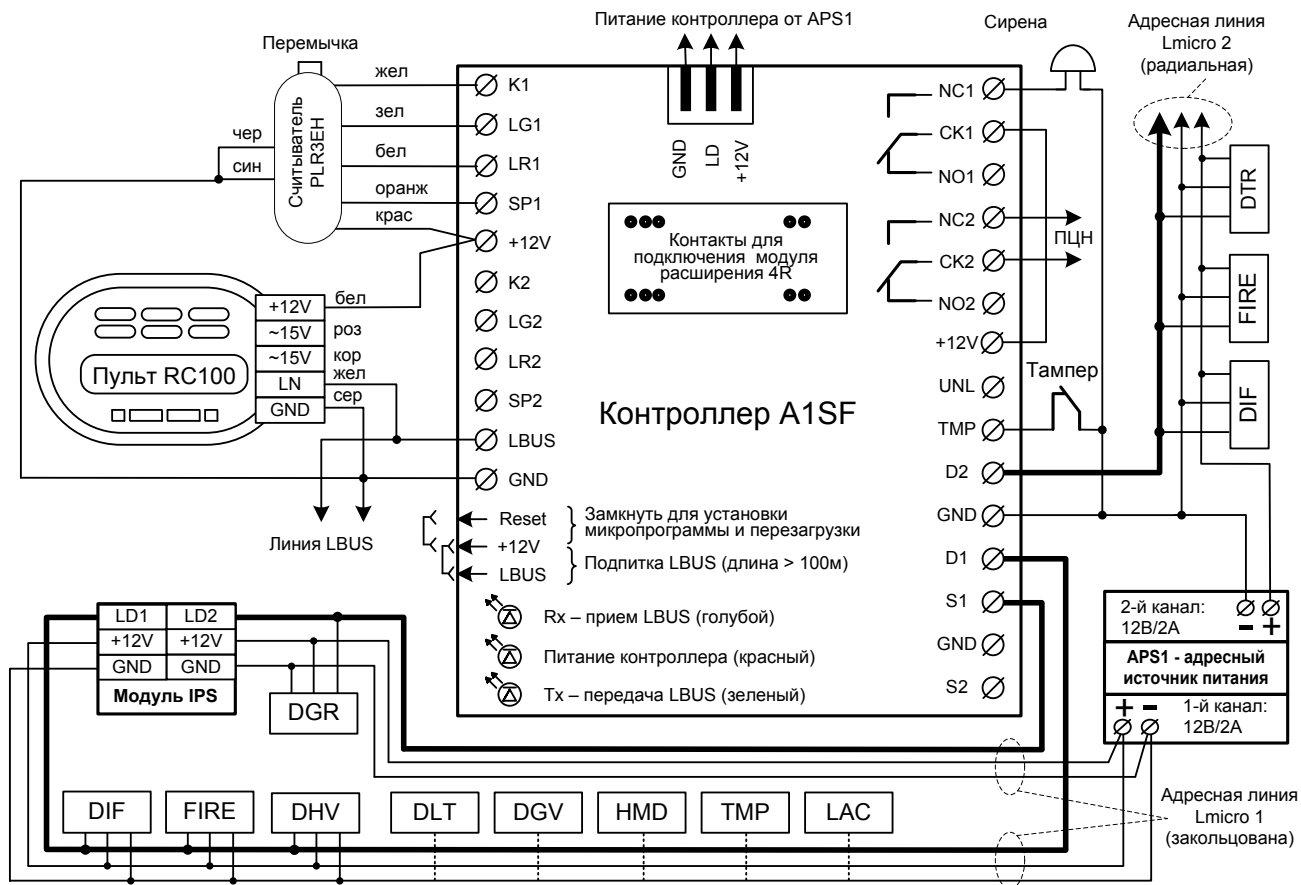 Питание контроллера от APS1
Сирена
Адресная линия
Lmicro 2
(радиальная)
Перемычка
Считыватель
PLR3EH
жел
зел
бел
оранж
крас
чер
син
K1
LG1
LR1
SP1
+12V
K2
LG2
LR2
SP2
LBUS
GND
GND
LD
+12V
Контакты для
подключения модуля
расширения 4R
NC1
CK1
NO1
NC2
CK2
NO2
+12V
UNL
TMP
D2
GND
D1
S1
GND
S2
ПЦН
Тампер
DTR
FIRE
DIF
Пульт RC100
+12V
~15V
~15V
LN
GND
бел
роз
кор
жел
сер
Контроллер A1SF
Линия LBUS
Reset
+12V
LBUS
Замкнуть для установки
микропрограммы и перезагрузки
Подпитка LBUS (длина > 100м)
Rx – прием LBUS (голубой)
Питание контроллера (красный)
Tx – передача LBUS (зеленый)
LD1 LD2
+12V +12V
GND GND
Модуль IPS
DGR
2-й канал:
12В/2А
− +
APS1 - адресный
источник питания
+ −
1-й канал:
12В/2А
DIF
FIRE
DHV
DLT
DGV
HMD
TMP
LAC
Адресная линия
Lmicro 1
(закольцована)